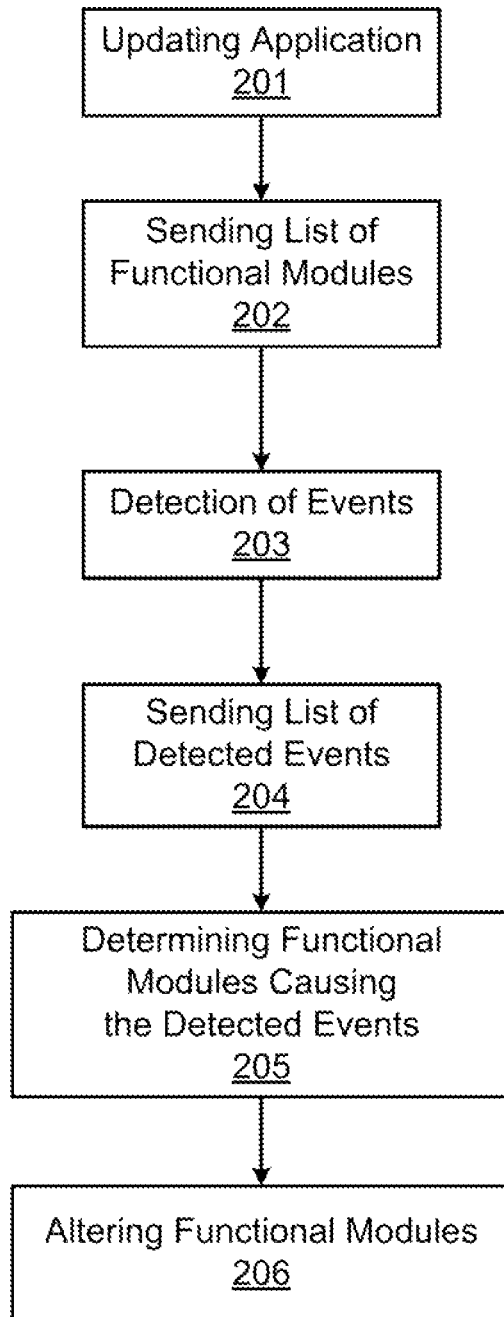 Updating Application
201
Sending List of
Functional Modules
202
Detection of Events
203
Sending List of
Detected Events
204
Determining Functional
Modules Causing
the Detected Events
205
Altering Functional Modules
206